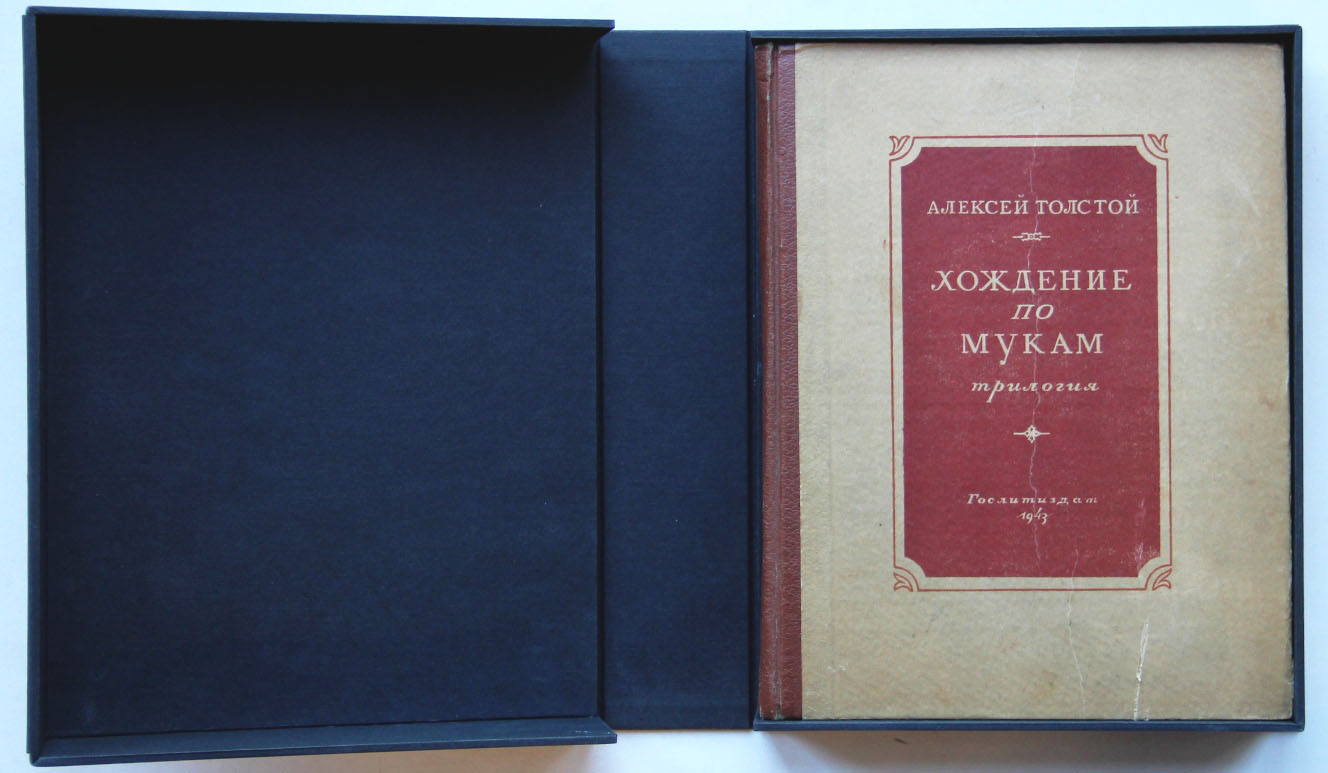 АЛЕКСЕЙ ТОЛСТОЙ
ХОЖДЕНИЕ
ПО
МУКАМ
трилогия
Гослитиздат
1943